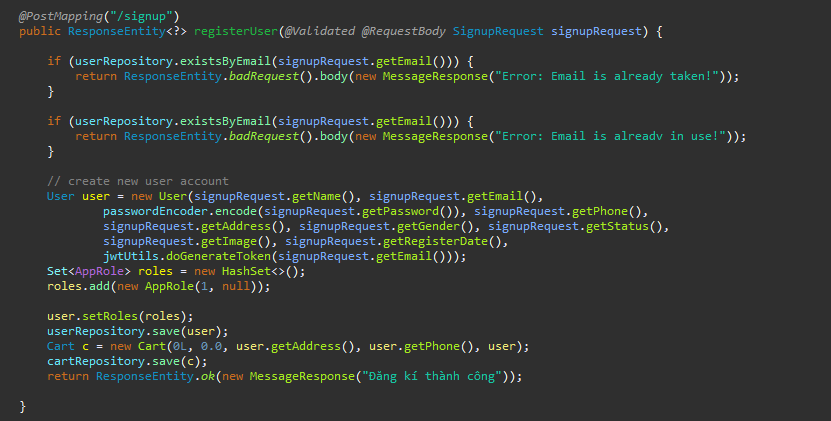 @PostMapping("/signup")
public ResponseEntity<?> registerUser(@Validated @RequestBody SignupRequest signupRequest) {
if (userRepository.existsByEmail(signupRequest.getEmail())) {
return ResponseEntity.badRequest().body(new MessageResponse("Error: Email is already taken!"));
}
if (userRepository.existsByEmail(signupRequest.getEmail())) {
return ResponseEntity.badRequest().body(new MessageResponse("Error: Email is already in use!"));
}
// create new user account
User user = new User(signupRequest.getName(), signupRequest.getEmail(),
passwordEncoder.encode(signupRequest.getPassword()), signupRequest.getPhone(),
signupRequest.getAddress(), signupRequest.getGender(), signupRequest.getStatus(),
signupRequest.getImage(), signupRequest.getRegisterDate(),
jwtUtils.doGenerateToken(signupRequest.getEmail()));
Set<AppRole> roles = new HashSet<>();
roles.add(new AppRole(1, null));
user.setRoles(roles);
userRepository.save(user);
Cart c = new Cart(0L, 0.0, user.getAddress(), user.getPhone(), user);
cartRepository.save(c);
return ResponseEntity.ok(new MessageResponse("Đăng kí thành công"));
}